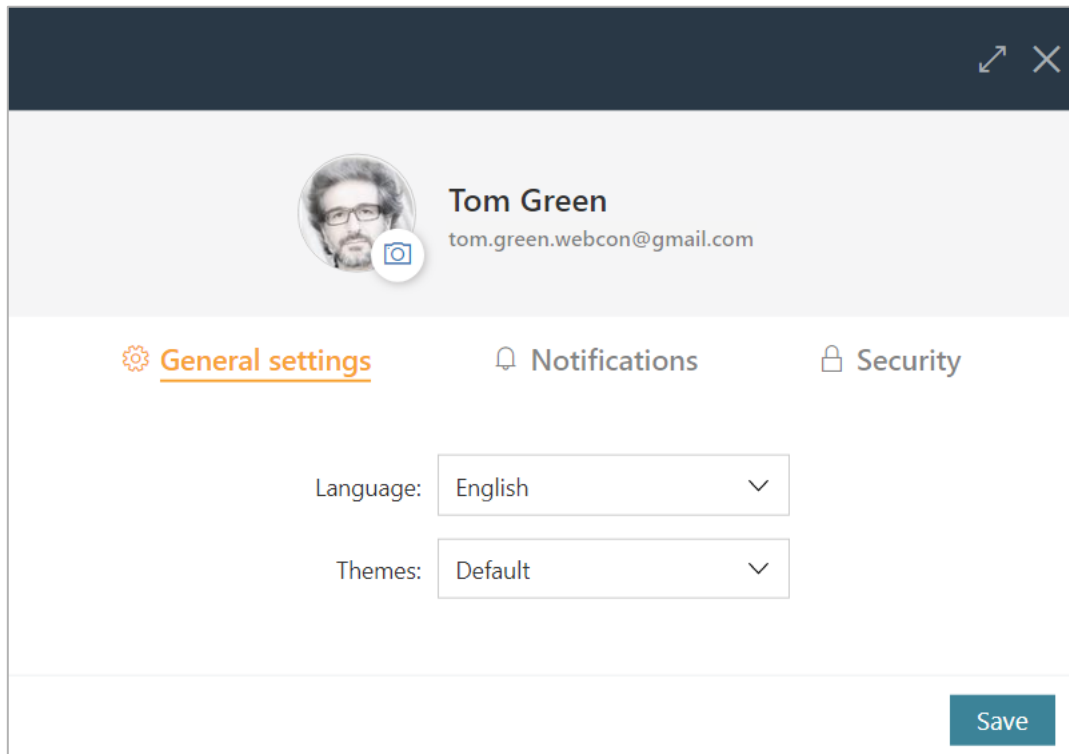 Tom Green
tom.green.webcon@gmail.com
General settings Notifications Security
Language: English
Themes: Default
Save